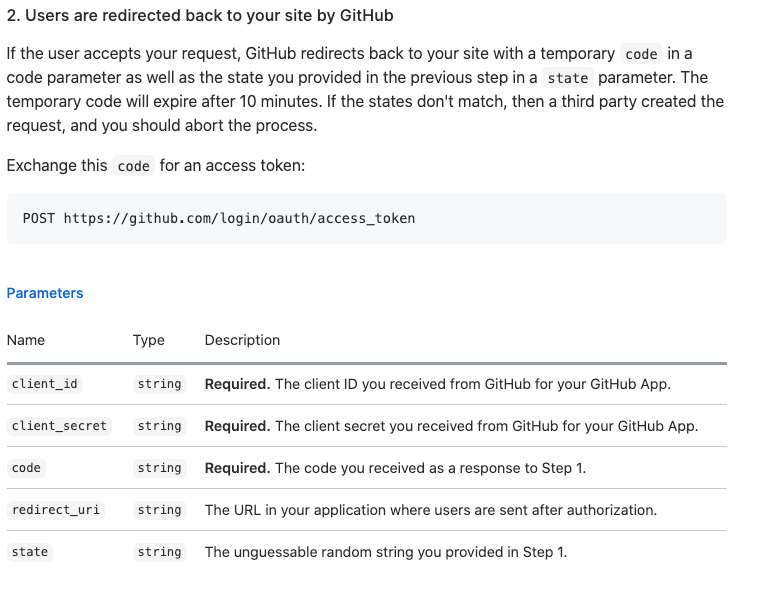 2. Users are redirected back to your site by GitHub
If the user accepts your request, GitHub redirects back to your site with a temporary code in a
code parameter as well as the state you provided in the previous step in a state parameter. The
temporary code will expire after 10 minutes. If the states don't match, then a third party created the
request, and you should abort the process.
Exchange this code for an access token:
POST https://github.com/login/oauth/access_token
Parameters
Name Type Description
client_id string Required. The client ID you received from GitHub for your GitHub App.
client_secret string Required. The client secret you received from GitHub for your GitHub App.
code string Required. The code you received as a response to Step 1.
redirect_uri string The URL in your application where users are sent after authorization.
state string The unguessable random string you provided in Step 1.